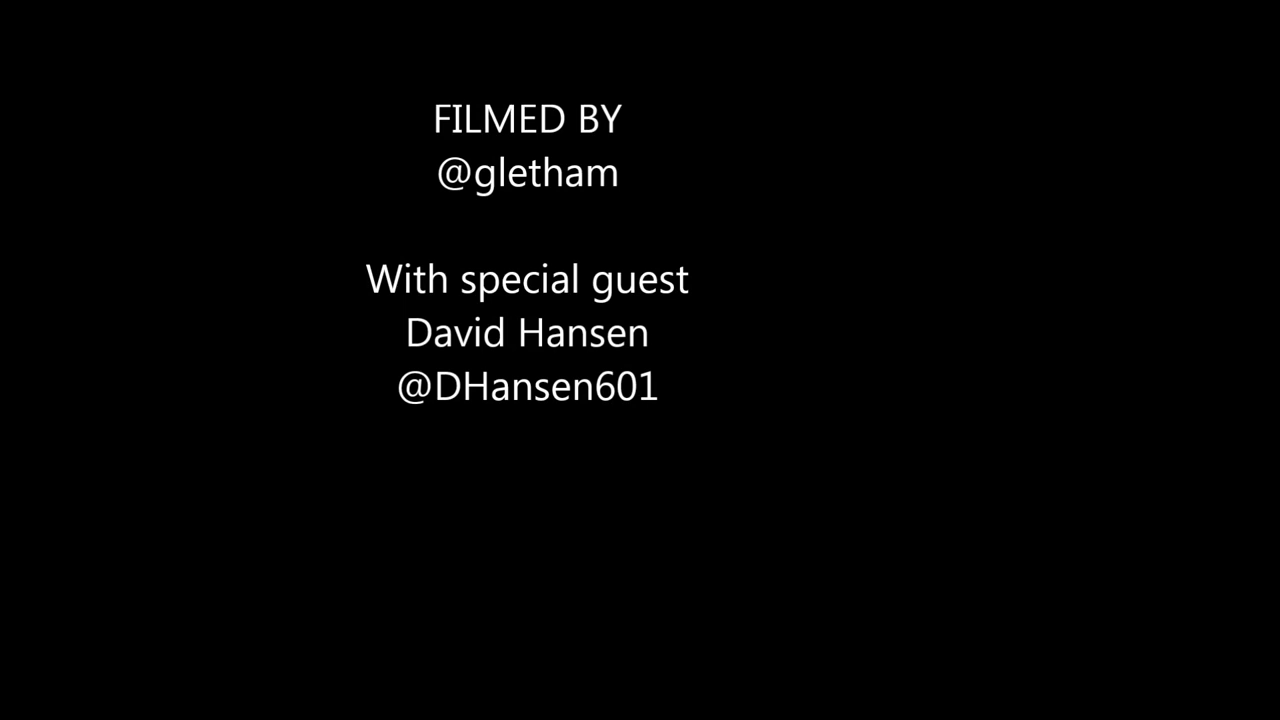 FILMED BY
@gletham
With special guest
David Hansen
@DHansen601